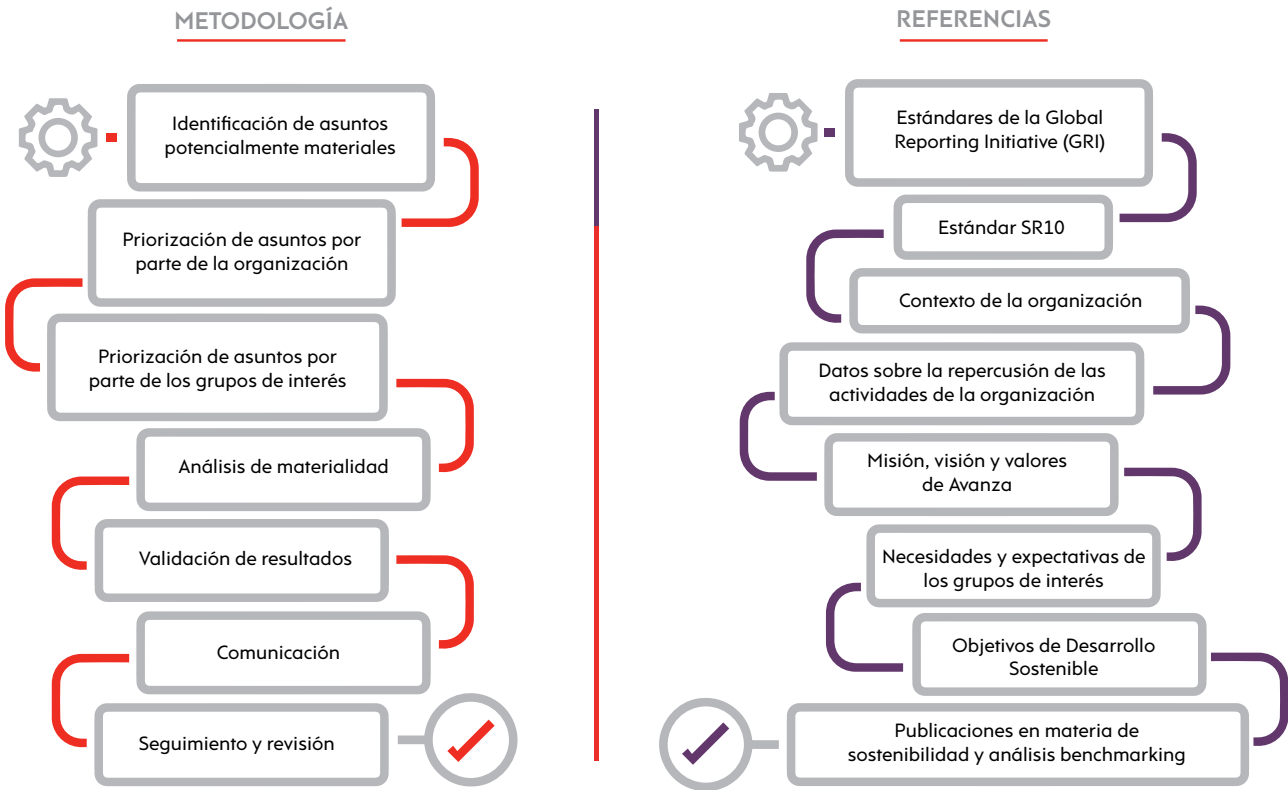 METODOLOGÍA
Identificación de asuntos
potencialmente materiales
Priorización de asuntos por
parte de la organización
Priorización de asuntos por
parte de los grupos de interés
Análisis de materialidad
Validación de resultados
Comunicación
Seguimiento y revisión
REFERENCIAS
Estándares de la Global
Reporting Initiative (GRI)
Estándar SR10
Contexto de la organización
Datos sobre la repercusión de las
actividades de la organización
Misión, visión y valores
de Avanza
Necesidades y expectativas de
los grupos de interés
Objetivos de Desarrollo
Sostenible
Publicaciones en materia de
sostenibilidad y análisis benchmarking